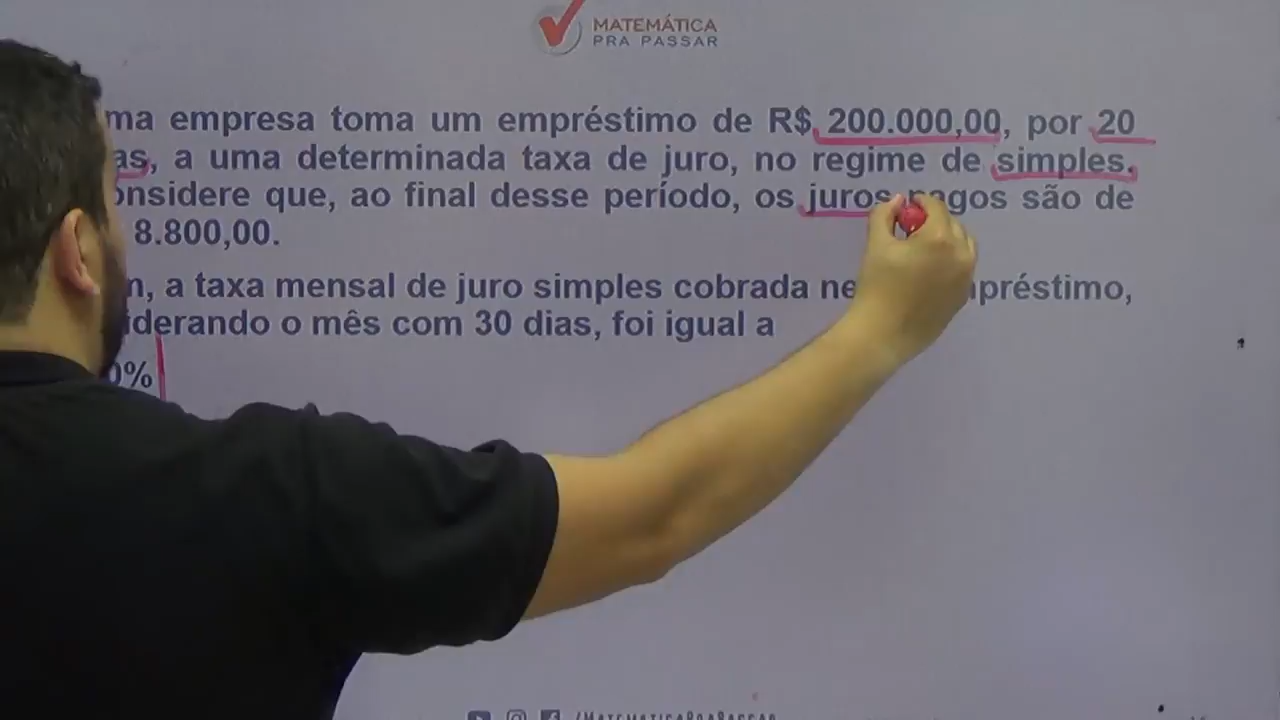 MATEMÁTICA
PRA PASSAR
ma empresa toma um empréstimo de R$ 200.000,00, por 20
as, a uma determinada taxa de juro, no regime de simples.
onsidere que, ao final desse período, os juros pagos são de
8.800,00.
m, a taxa mensal de juro simples cobrada ne mpréstimo,
iderando o mês com 30 dias, foi igual a
0%
/MATEMATICAPRAPASSAR